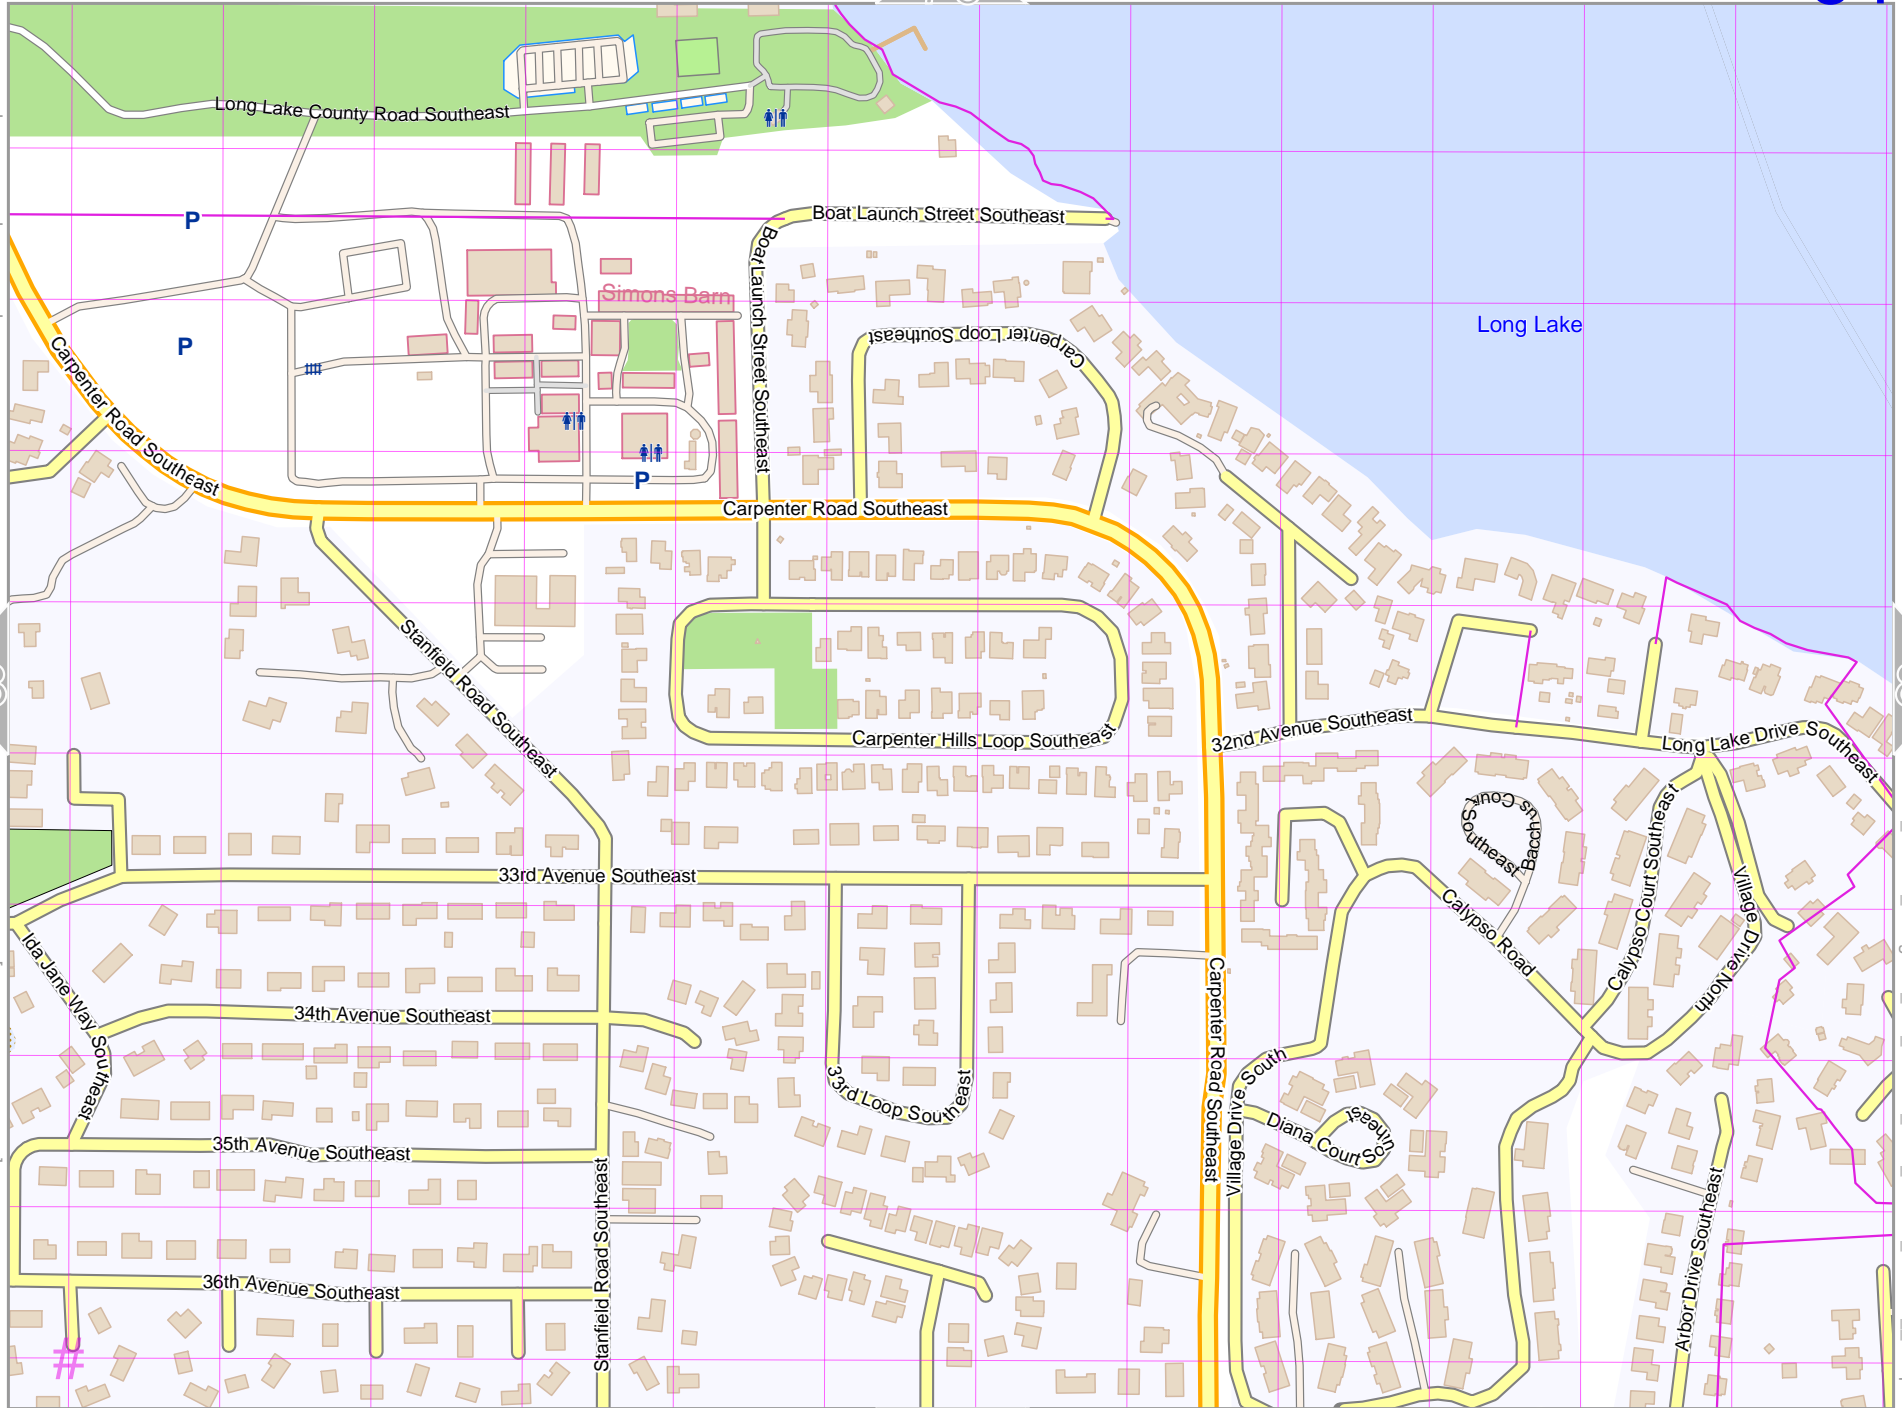 Long Lake County Road Southeast
P
Boat Launch Street Southeast
Boat Launch Street Southeast
Simons Barn
Long Lake
P
Carpenter Loop Southeast
Carpenter Road Southeast
P
Carpenter Road Southeast
Stanfield Road Southeast
Carpenter Hills Loop Southeast
32nd Avenue Southeast
Long Lake Drive Southeast
Bacchus Court Southeast
Calypso Court Southeast
33rd Avenue Southeast
Calypso Road
Village Drive North
Ida Jane Way Southeast
34th Avenue Southeast
Carpenter Road Southeast
33rd Loop Southeast
Village Drive South
Diana Court Southeast
35th Avenue Southeast
Stanfield Road Southeast
Arbor Drive Southeast
36th Avenue Southeast
#